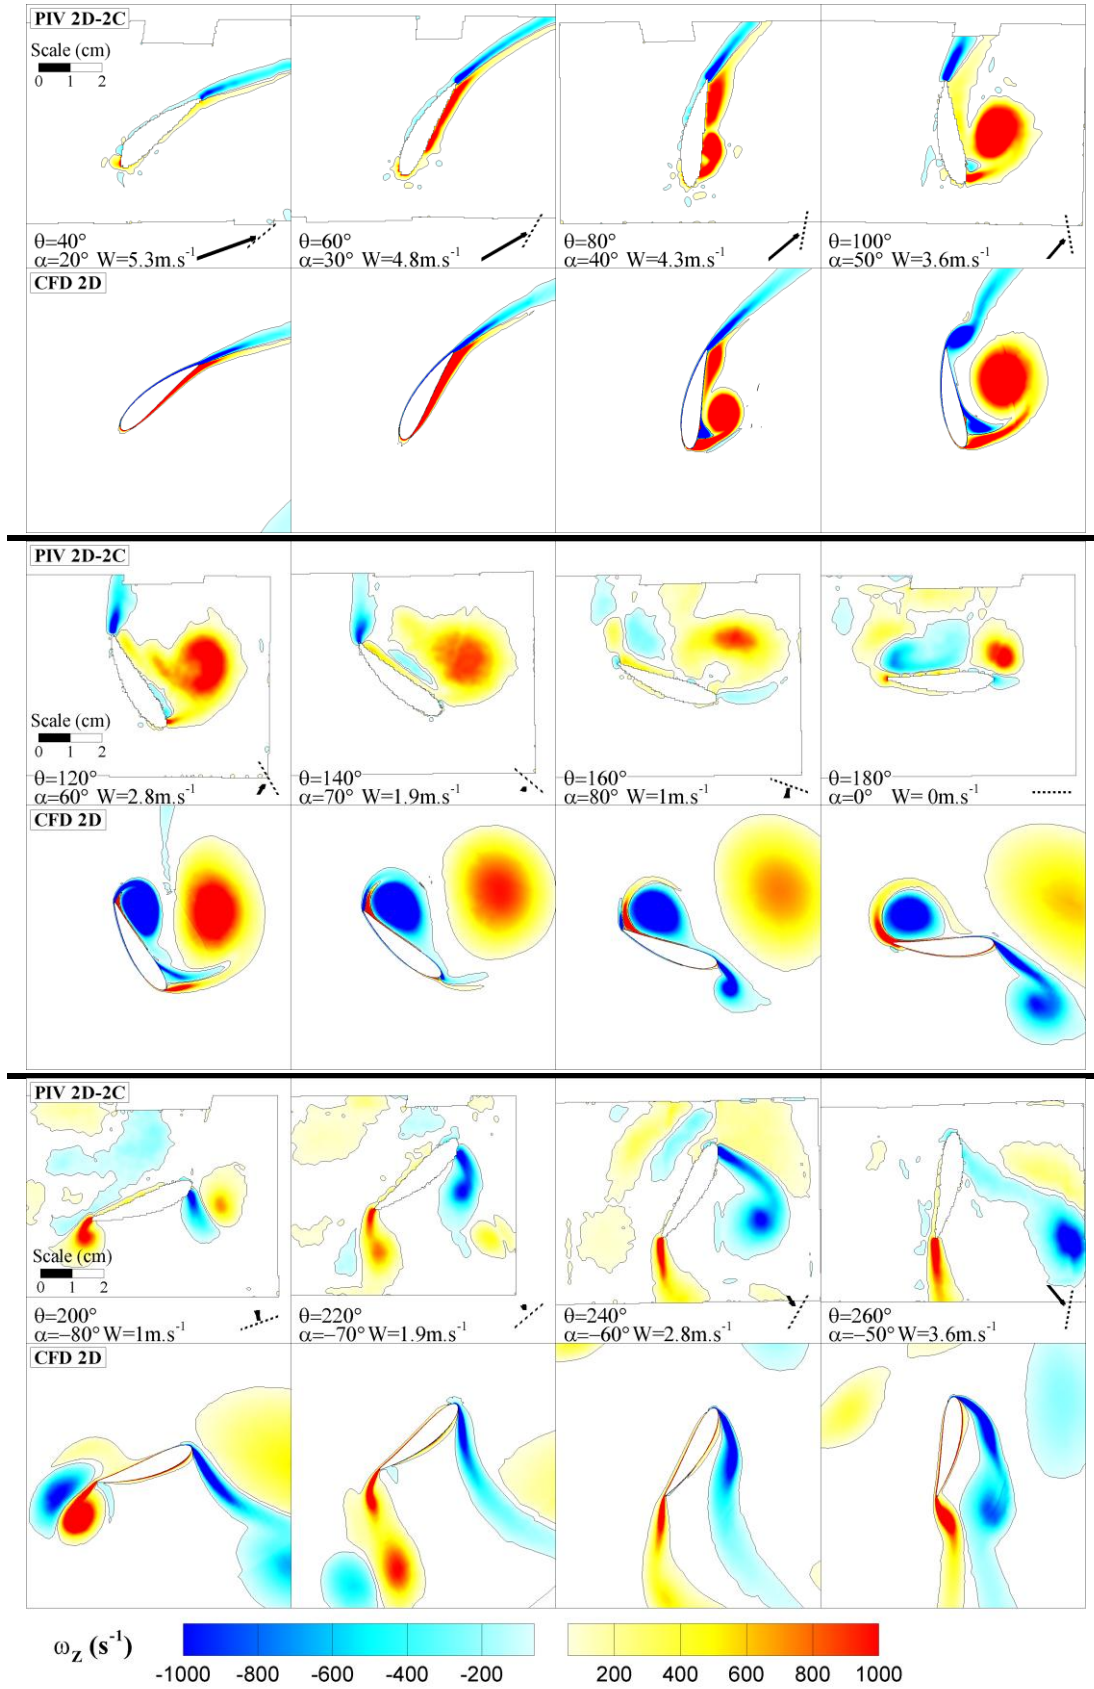 PIV 2D-2C
Scale (cm)
0 1 2
θ=40°
α=20° W=5.3m.s⁻¹
θ=60°
α=30° W=4.8m.s⁻¹
θ=80°
α=40° W=4.3m.s⁻¹
θ=100°
α=50° W=3.6m.s⁻¹
CFD 2D
PIV 2D-2C
Scale (cm)
0 1 2
θ=120°
α=60° W=2.8m.s⁻¹
θ=140°
α=70° W=1.9m.s⁻¹
θ=160°
α=80° W=1m.s⁻¹
θ=180°
α=0° W= 0m.s⁻¹
CFD 2D
PIV 2D-2C
Scale (cm)
0 1 2
θ=200°
α=−80° W=1m.s⁻¹
θ=220°
α=−70° W=1.9m.s⁻¹
θ=240°
α=−60° W=2.8m.s⁻¹
θ=260°
α=−50° W=3.6m.s⁻¹
CFD 2D
ω_z (s⁻¹)
-1000 -800 -600 -400 -200 200 400 600 800 1000